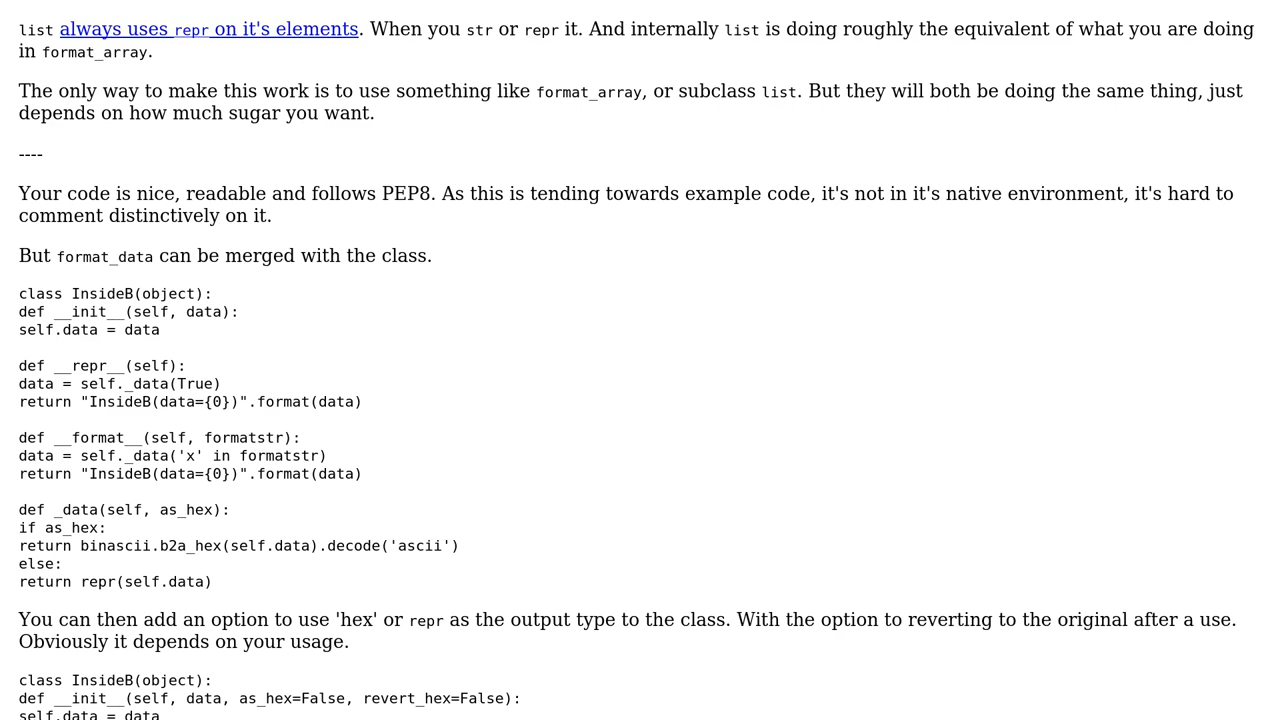 list always uses repr on it's elements. When you str or repr it. And internally list is doing roughly the equivalent of what you are doing
in format_array.
The only way to make this work is to use something like format_array, or subclass list. But they will both be doing the same thing, just
depends on how much sugar you want.
----
Your code is nice, readable and follows PEP8. As this is tending towards example code, it's not in it's native environment, it's hard to
comment distinctively on it.
But format_data can be merged with the class.
class InsideB(object):
def __init__(self, data):
self.data = data
def __repr__(self):
data = self._data(True)
return "InsideB(data={0})".format(data)
def __format__(self, formatstr):
data = self._data('x' in formatstr)
return "InsideB(data={0})".format(data)
def _data(self, as_hex):
if as_hex:
return binascii.b2a_hex(self.data).decode('ascii')
else:
return repr(self.data)
You can then add an option to use 'hex' or repr as the output type to the class. With the option to reverting to the original after a use.
Obviously it depends on your usage.
class InsideB(object):
def __init__(self, data, as_hex=False, revert_hex=False):
self.data = data